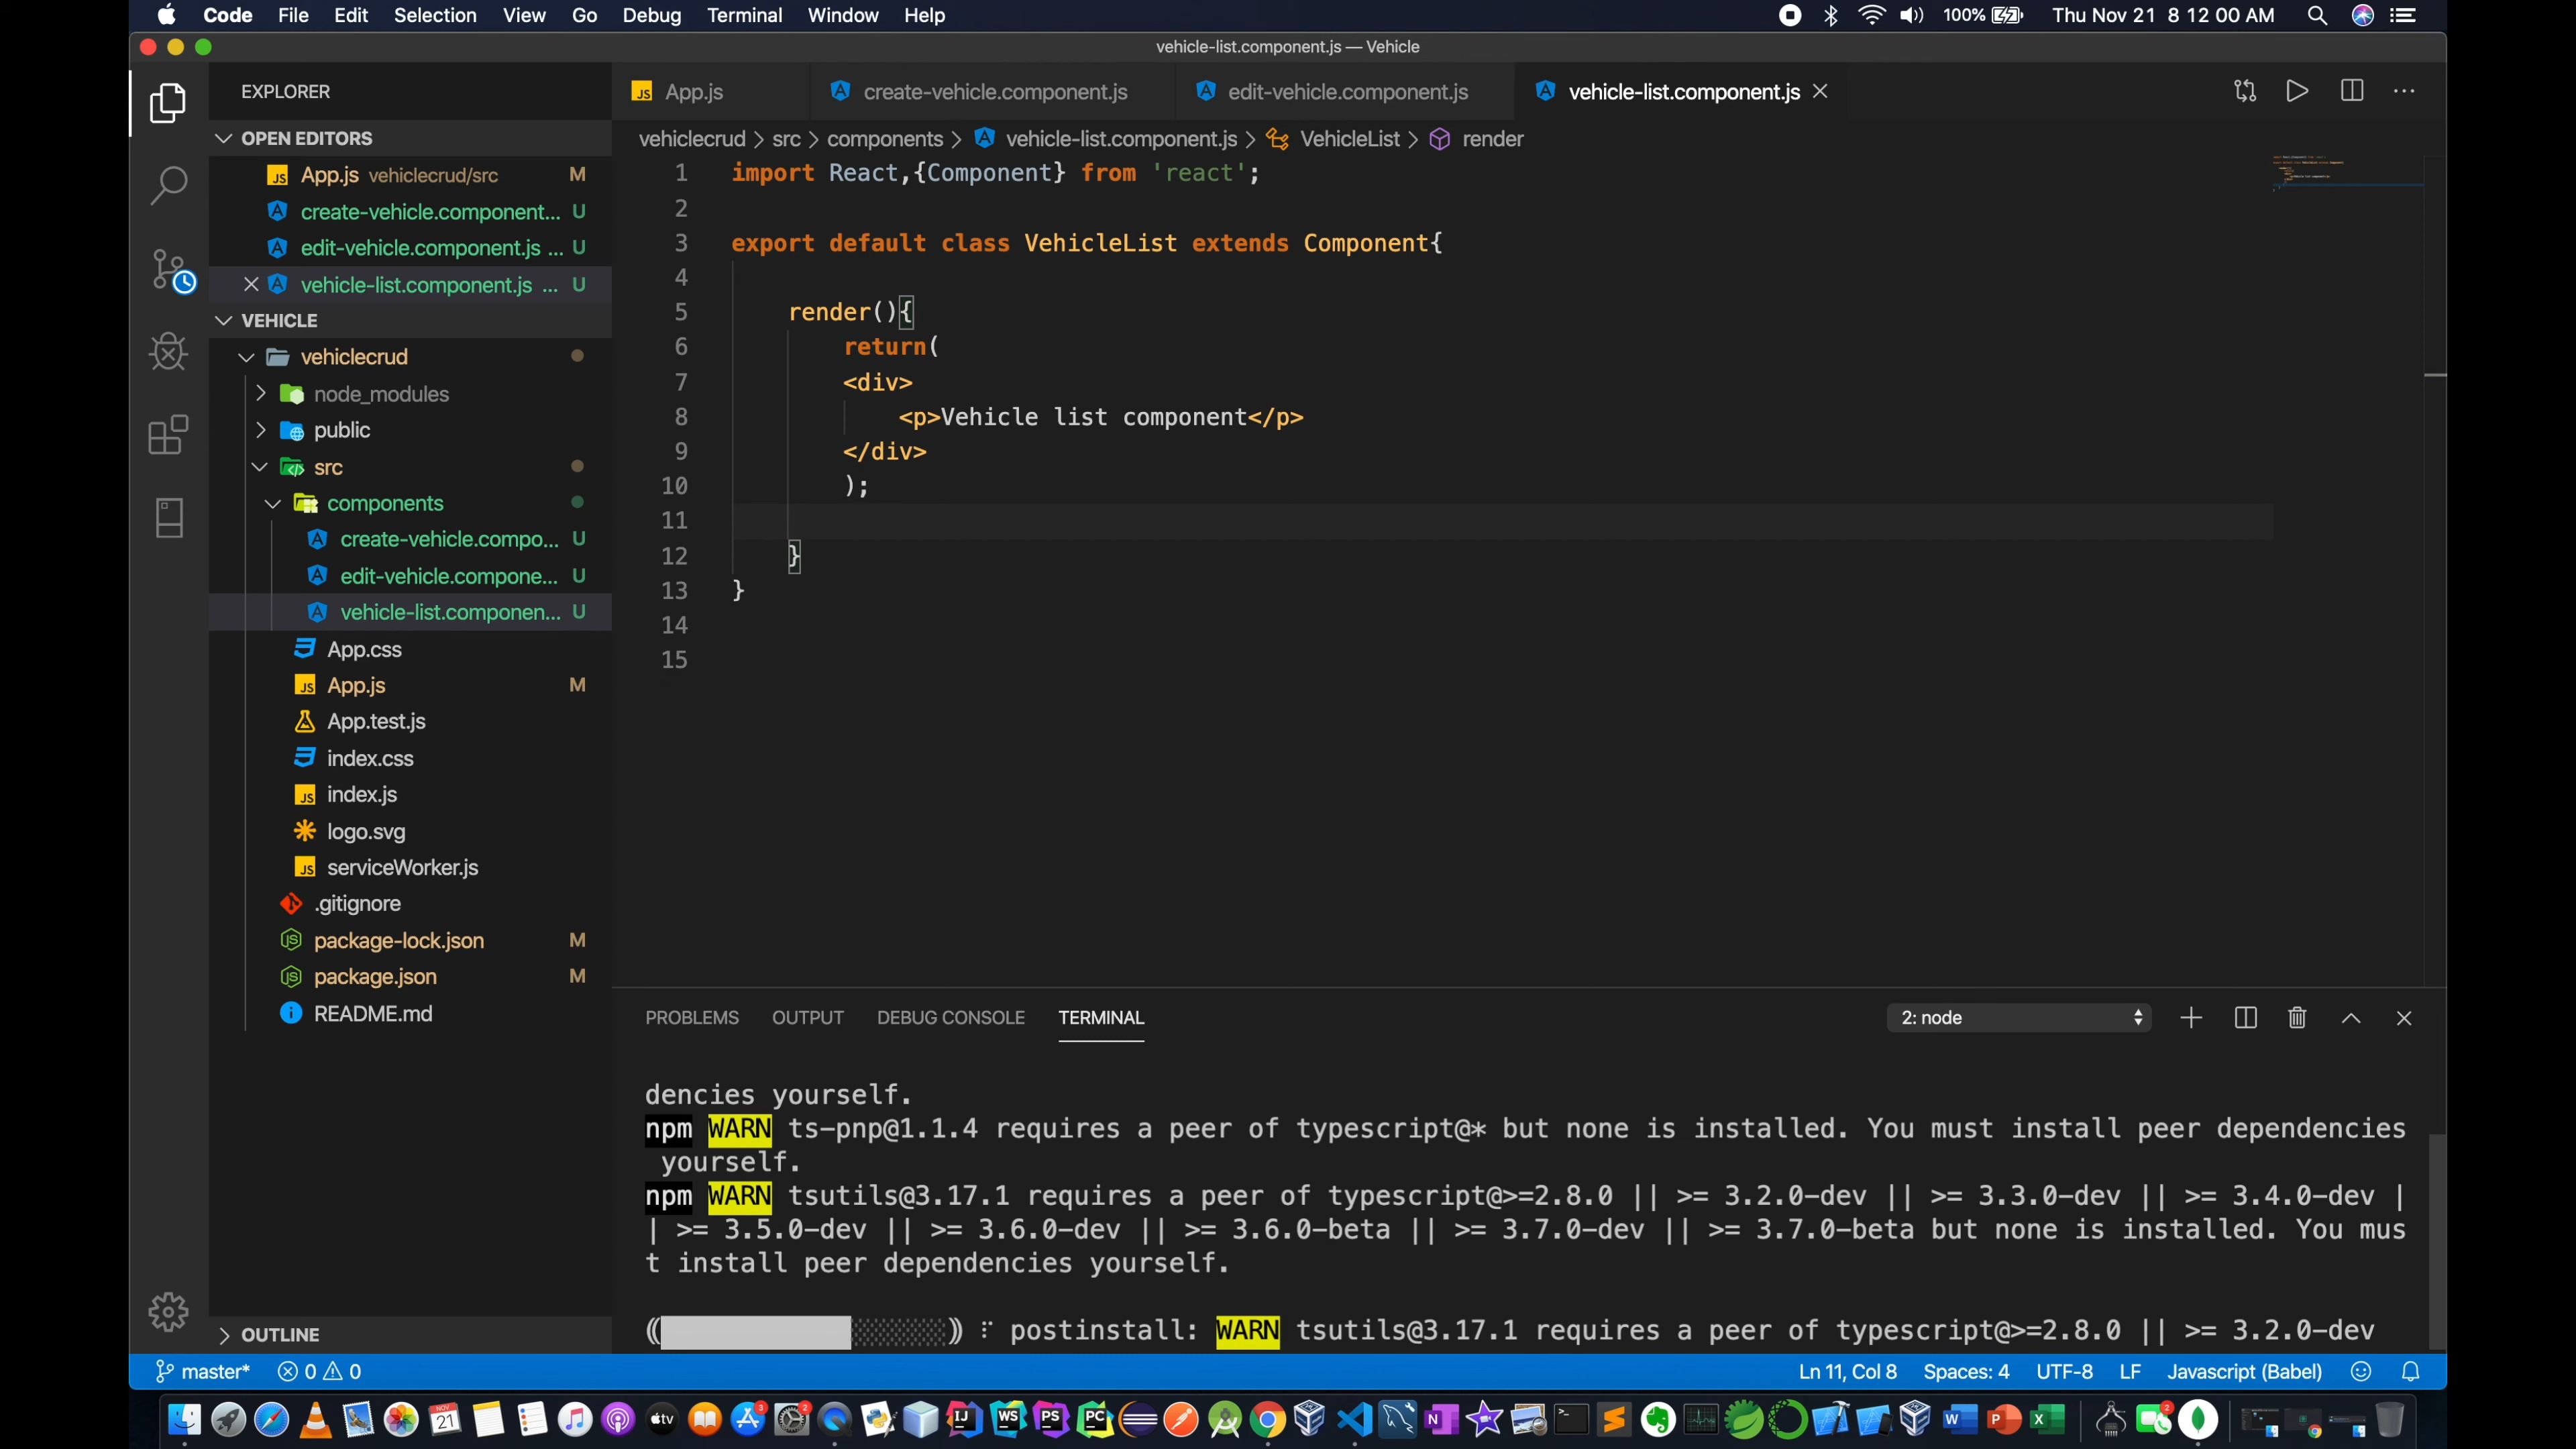 Code File Edit Selection View Go Debug Terminal Window Help 100% Thu Nov 21 8 12 00 AM
vehicle-list.component.js — Vehicle
EXPLORER
OPEN EDITORS
App.js vehiclecrud/src M
create-vehicle.component... U
edit-vehicle.component.js ... U
vehicle-list.component.js ... U
VEHICLE
vehiclecrud
node_modules
public
src
components
create-vehicle.compo... U
edit-vehicle.compone... U
vehicle-list.componen... U
App.css
App.js M
App.test.js
index.css
index.js
logo.svg
serviceWorker.js
.gitignore
package-lock.json M
package.json M
README.md
OUTLINE
App.js create-vehicle.component.js edit-vehicle.component.js vehicle-list.component.js
vehiclecrud > src > components > vehicle-list.component.js > VehicleList > render
1 import React,{Component} from 'react';
2
3 export default class VehicleList extends Component{
4
5 render(){
6 return(
7 <div>
8 <p>Vehicle list component</p>
9 </div>
10 );
11
12 }
13 }
14
15
PROBLEMS OUTPUT DEBUG CONSOLE TERMINAL 2: node
dencies yourself.
npm WARN ts-pnp@1.1.4 requires a peer of typescript@* but none is installed. You must install peer dependencies
yourself.
npm WARN tsutils@3.17.1 requires a peer of typescript@>=2.8.0 || >= 3.2.0-dev || >= 3.3.0-dev || >= 3.4.0-dev |
| >= 3.5.0-dev || >= 3.6.0-dev || >= 3.6.0-beta || >= 3.7.0-dev || >= 3.7.0-beta but none is installed. You mus
t install peer dependencies yourself.
postinstall: WARN tsutils@3.17.1 requires a peer of typescript@>=2.8.0 || >= 3.2.0-dev
master* 0 0 Ln 11, Col 8 Spaces: 4 UTF-8 LF Javascript (Babel)
NOV 21 tv 3 2 IJ WS PS PC N W P X 2